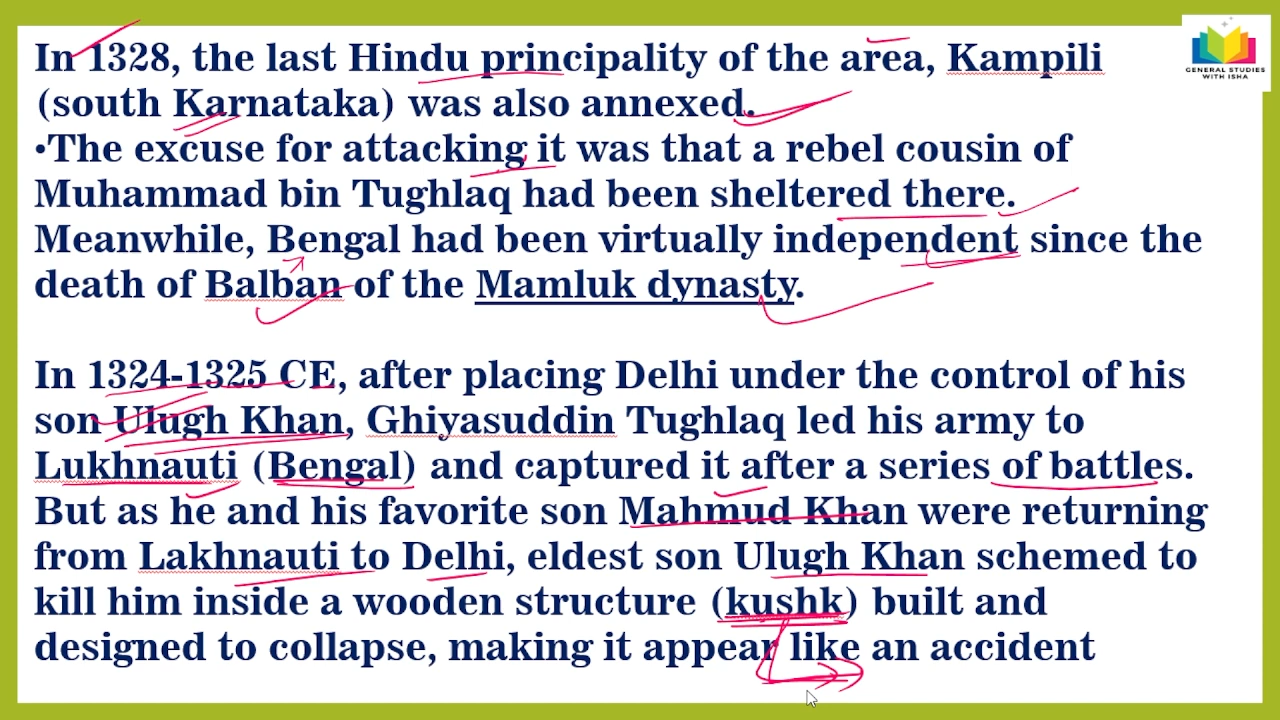 In 1328, the last Hindu principality of the area, Kampili
(south Karnataka) was also annexed.
•The excuse for attacking it was that a rebel cousin of
Muhammad bin Tughlaq had been sheltered there.
Meanwhile, Bengal had been virtually independent since the
death of Balban of the Mamluk dynasty.
In 1324-1325 CE, after placing Delhi under the control of his
son Ulugh Khan, Ghiyasuddin Tughlaq led his army to
Lukhnauti (Bengal) and captured it after a series of battles.
But as he and his favorite son Mahmud Khan were returning
from Lakhnauti to Delhi, eldest son Ulugh Khan schemed to
kill him inside a wooden structure (kushk) built and
designed to collapse, making it appear like an accident
GENERAL STUDIES
WITH ISHA